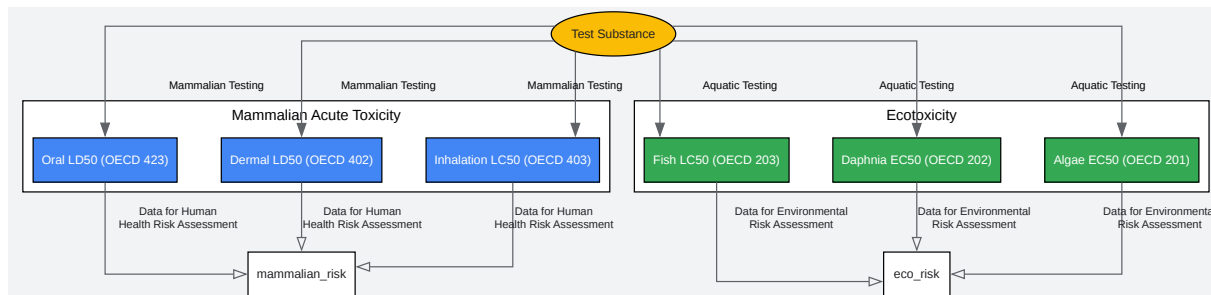 Test Substance
Mammalian Testing
Mammalian Testing
Mammalian Testing
Aquatic Testing
Aquatic Testing
Aquatic Testing
Mammalian Acute Toxicity
Ecotoxicity
Oral LD50 (OECD 423)
Dermal LD50 (OECD 402)
Inhalation LC50 (OECD 403)
Fish LC50 (OECD 203)
Daphnia EC50 (OECD 202)
Algae EC50 (OECD 201)
Data for Human
Health Risk Assessment
Data for Human
Health Risk Assessment
Data for Human
Health Risk Assessment
Data for Environmental
Risk Assessment
Data for Environmental
Risk Assessment
Data for Environmenta
Risk Assessment
mammalian_risk
eco_risk